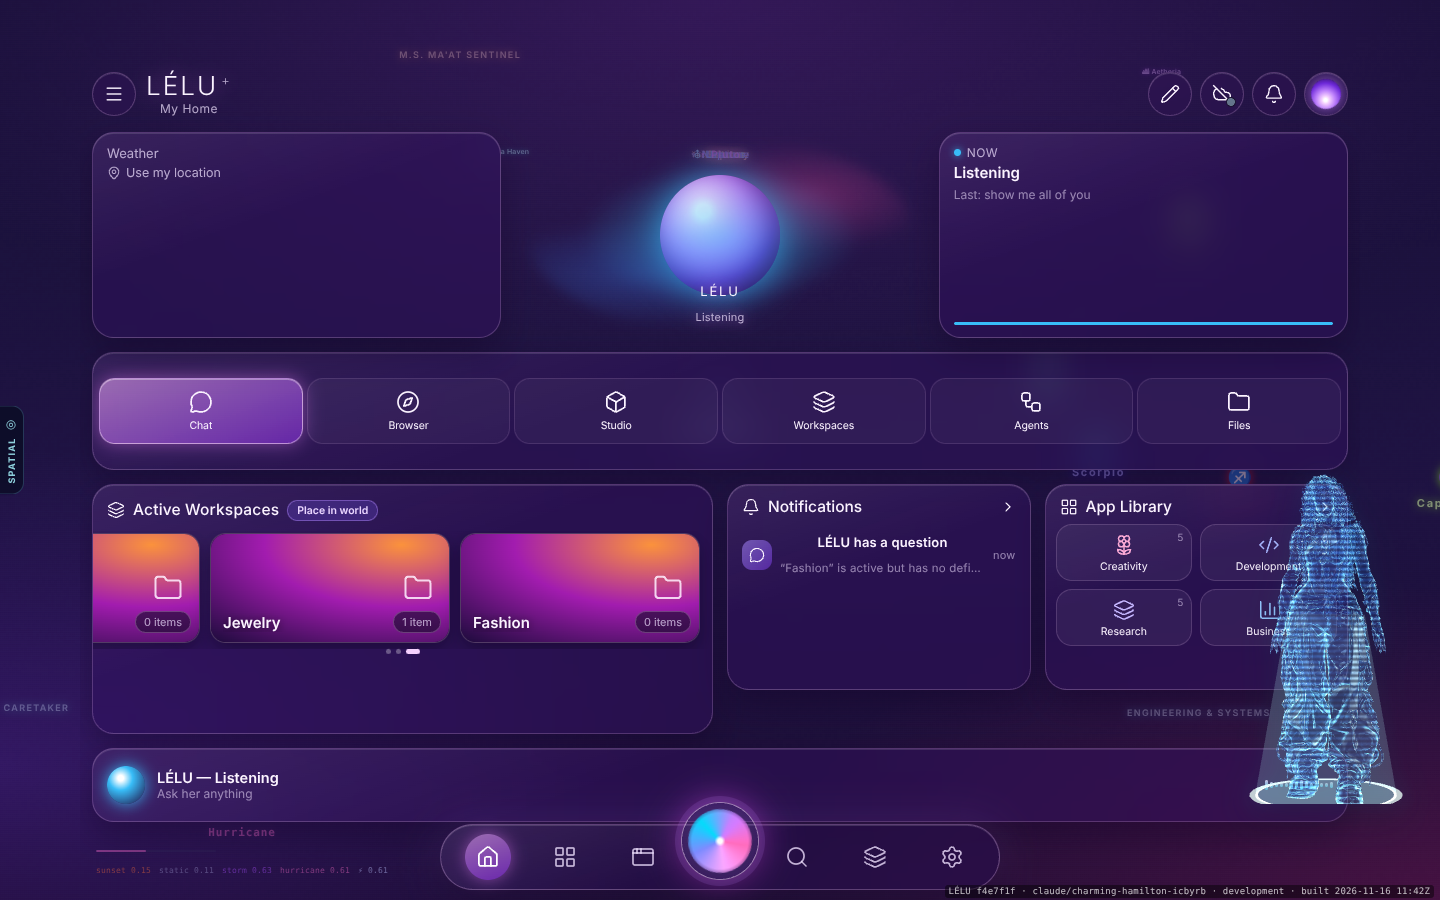 M.S. MA'AT SENTINEL
Aetheria
LÉLU +
My Home
Weather
Use my location
a Haven
LÉLU
Listening
NOW
Listening
Last: show me all of you
SPATIAL
Chat
Browser
Studio
Workspaces
Agents
Files
Scorpio
Cap
Active Workspaces
Place in world
0 items
Jewelry
1 item
Fashion
0 items
Notifications
LÉLU has a question
"Fashion" is active but has no defi...
now
App Library
Creativity
5
Development
Research
5
Business
CARETAKER
ENGINEERING & SYSTEMS
LÉLU — Listening
Ask her anything
Hurricane
sunset 0.15 static 0.11 storm 0.63 hurricane 0.61 ⚡ 0.61
LÉLU f4e7f1f · claude/charming-hamilton-icbyrb · development · built 2026-11-16 11:42Z